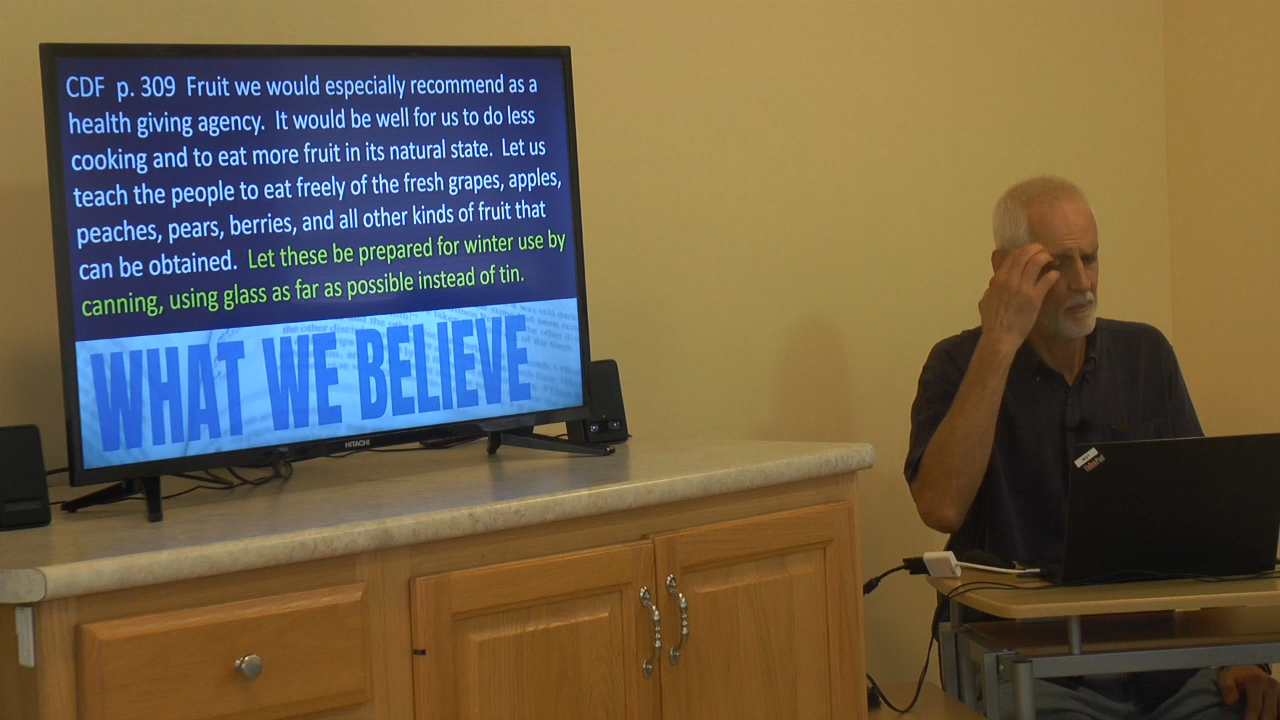 CDF p. 309 Fruit we would especially recommend as a
health giving agency. It would be well for us to do less
cooking and to eat more fruit in its natural state. Let us
teach the people to eat freely of the fresh grapes, apples,
peaches, pears, berries, and all other kinds of fruit that
can be obtained. Let these be prepared for winter use by
canning, using glass as far as possible instead of tin.
WHAT WE BELIEVE
HITACHI
ThinkPad